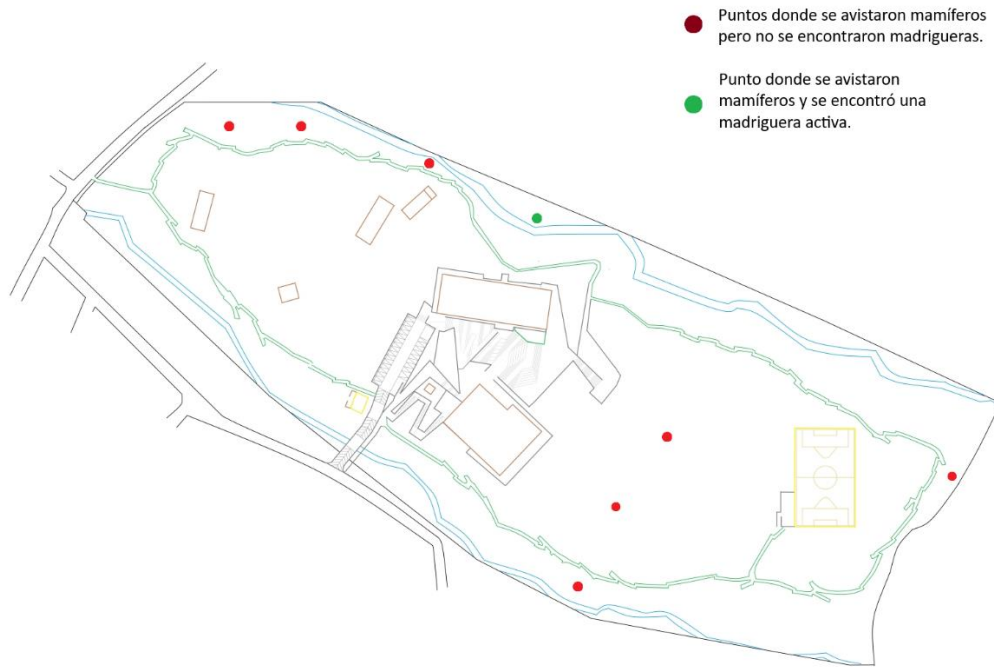 Puntos donde se avistaron mamíferos
pero no se encontraron madrigueras.
Punto donde se avistaron
mamíferos y se encontró una
madriguera activa.